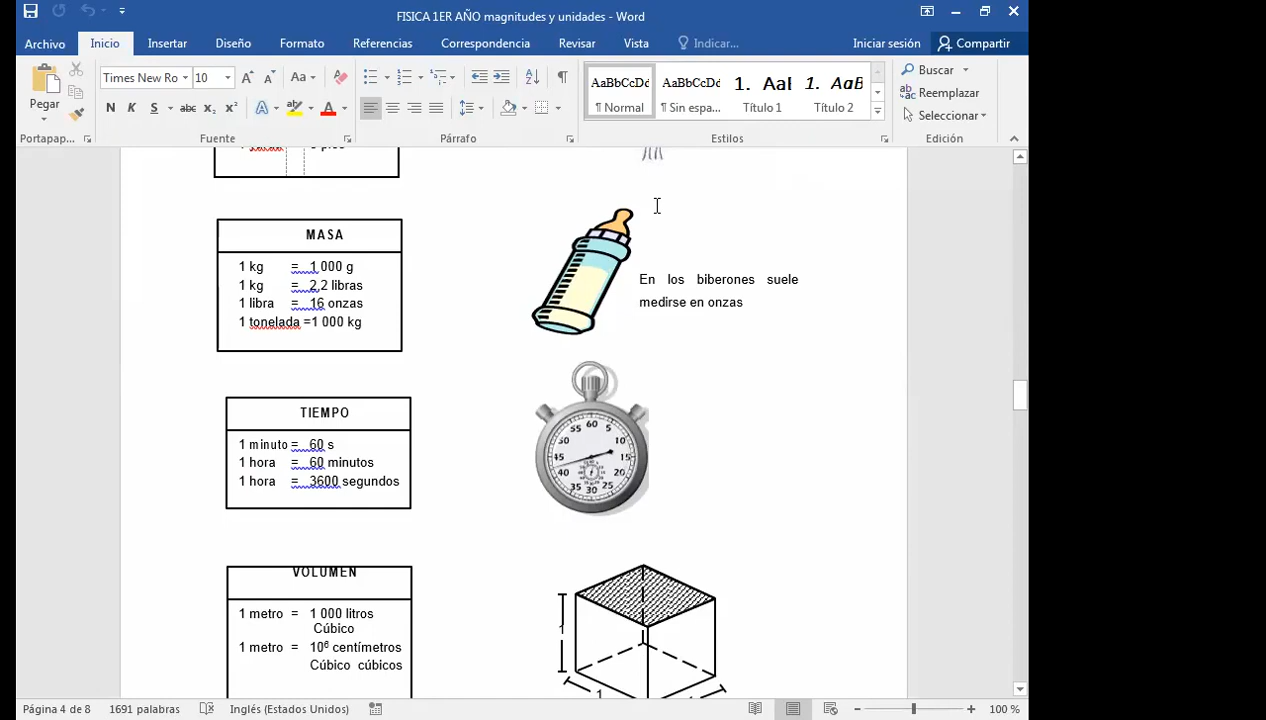 FISICA 1ER AÑO magnitudes y unidades - Word
Archivo Inicio Insertar Diseño Formato Referencias Correspondencia Revisar Vista Indicar... Iniciar sesión Compartir
Pegar
Times New Ro 10 Aa
N K S abc x₂ x² A ab A
AaBbCcDd AaBbCcDd 1. AaB 1. AaB
¶ Normal ¶ Sin espa... Título 1 Título 2
Buscar
Reemplazar
Seleccionar
Portapap... Fuente Párrafo Estilos Edición
MASA
1 kg = 1 000 g
1 kg = 2,2 libras
1 libra = 16 onzas
1 tonelada =1 000 kg
En los biberones suele
medirse en onzas
TIEMPO
1 minuto = 60 s
1 hora = 60 minutos
1 hora = 3600 segundos
60 5 10 15 20 25 30 35 40 45 50 55
VOLUMEN
1 metro = 1 000 litros
Cúbico
1 metro = 10⁶ centímetros
Cúbico cúbicos
1
1
Página 4 de 8 1691 palabras Inglés (Estados Unidos) 100 %